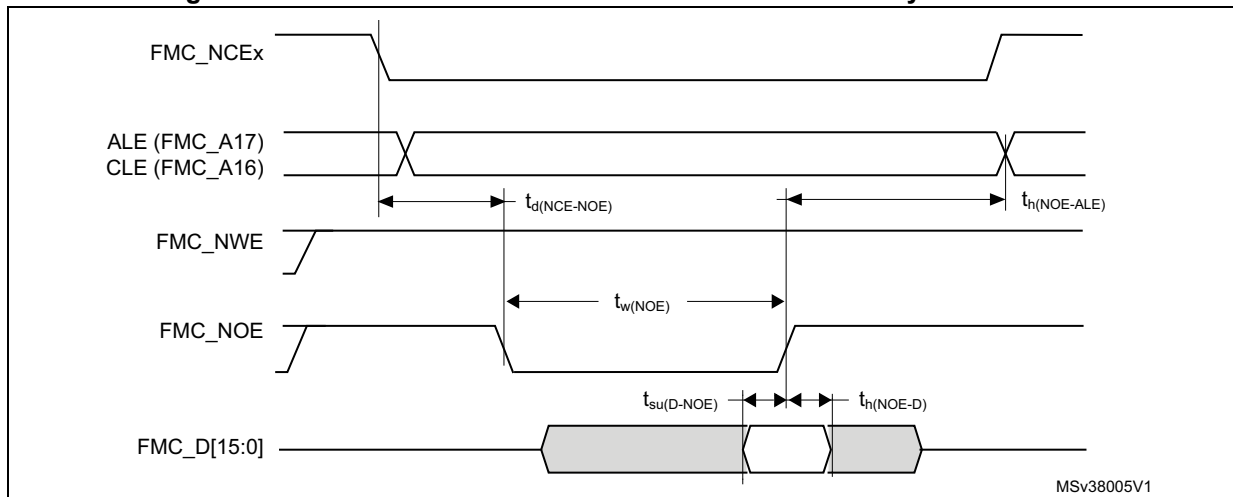 FMC_NCEx
ALE (FMC_A17)
CLE (FMC_A16)
td(NCE-NOE)
th(NOE-ALE)
FMC_NWE
tw(NOE)
FMC_NOE
tsu(D-NOE)
th(NOE-D)
FMC_D[15:0]
MSv38005V1